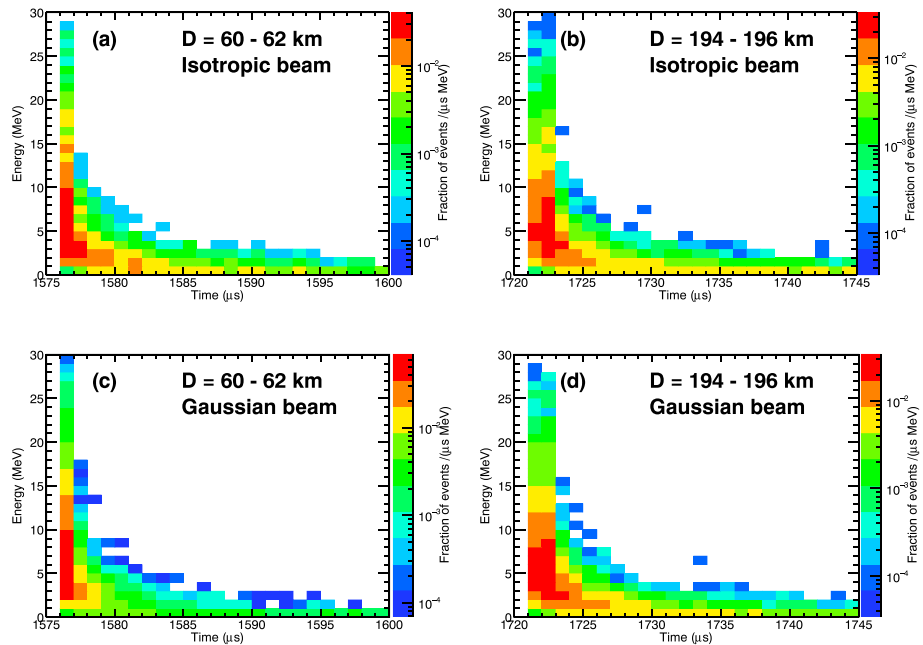 (a) D = 60 - 62 km
Isotropic beam
Energy (MeV)
30
25
20
15
10
5
0
1575 1580 1585 1590 1595 1600
Time (μs)
10⁻²
10⁻³
10⁻⁴
Fraction of events /(μs MeV)
(b) D = 194 - 196 km
Isotropic beam
Energy (MeV)
30
25
20
15
10
5
0
1720 1725 1730 1735 1740 1745
Time (μs)
10⁻²
10⁻³
10⁻⁴
Fraction of events /(μs MeV)
(c) D = 60 - 62 km
Gaussian beam
Energy (MeV)
30
25
20
15
10
5
0
1575 1580 1585 1590 1595 1600
Time (μs)
10⁻²
10⁻³
10⁻⁴
Fraction of events /(μs MeV)
(d) D = 194 - 196 km
Gaussian beam
Energy (MeV)
30
25
20
15
10
5
0
1720 1725 1730 1735 1740 1745
Time (μs)
10⁻²
10⁻³
10⁻⁴
Fraction of events /(μs MeV)